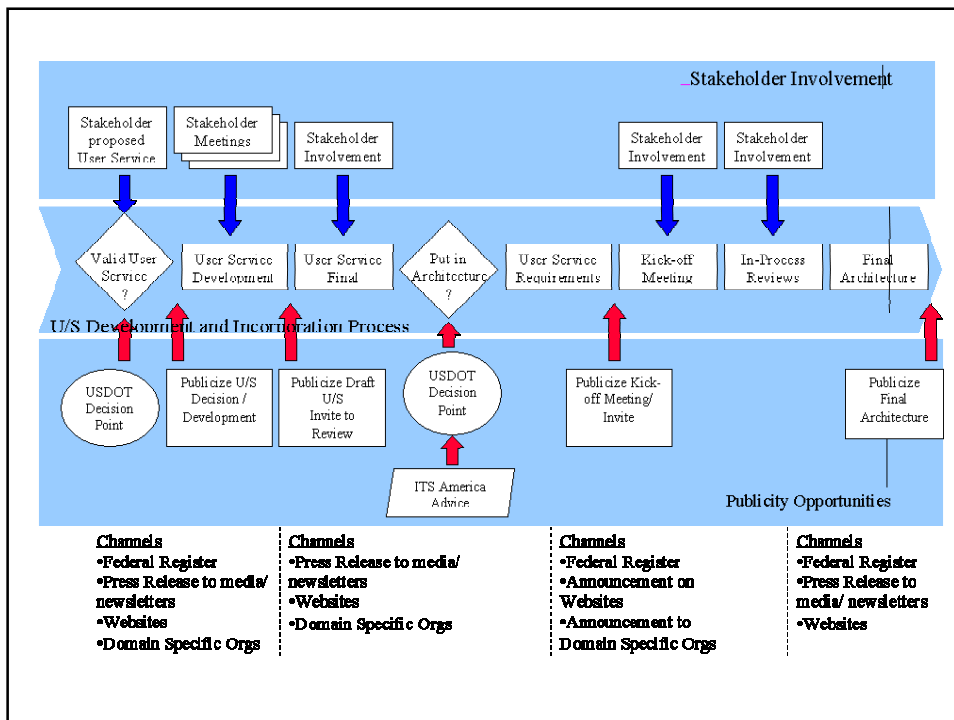 Stakeholder Involvement
Stakeholder
proposed
User Service
Stakeholder
Meetings
Stakeholder
Involvement
Stakeholder
Involvement
Stakeholder
Involvement
Valid User
Service
?
User Service
Development
User Service
Final
Put in
Architecture
?
User Service
Requirements
Kick-off
Meeting
In-Process
Reviews
Final
Architecture
U/S Development and Incorporation Process
USDOT
Decision
Point
Publicize U/S
Decision /
Development
Publicize Draft
U/S
Invite to
Review
USDOT
Decision
Point
Publicize Kick-
off Meeting/
Invite
Publicize
Final
Architecture
ITS America
Advice
Publicity Opportunities
Channels
•Federal Register
•Press Release to media/
newsletters
•Websites
•Domain Specific Orgs
Channels
•Press Release to media/
newsletters
•Websites
•Domain Specific Orgs
Channels
•Federal Register
•Announcement on
Websites
•Announcement to
Domain Specific Orgs
Channels
•Federal Register
•Press Release to
media/ newsletters
•Websites